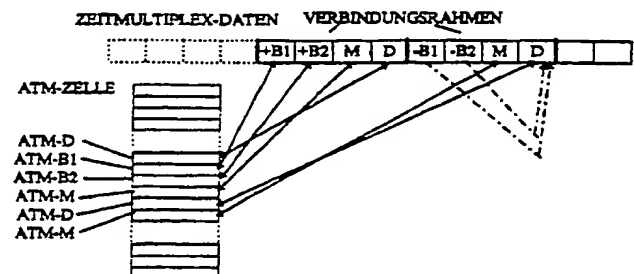 ZEITMULTIPLEX-DATEN VERBINDUNGSRAHMEN
+B1 +B2 M D -B1 -B2 M D
ATM-ZELLE
ATM-D
ATM-B1
ATM-B2
ATM-M
ATM-D
ATM-M